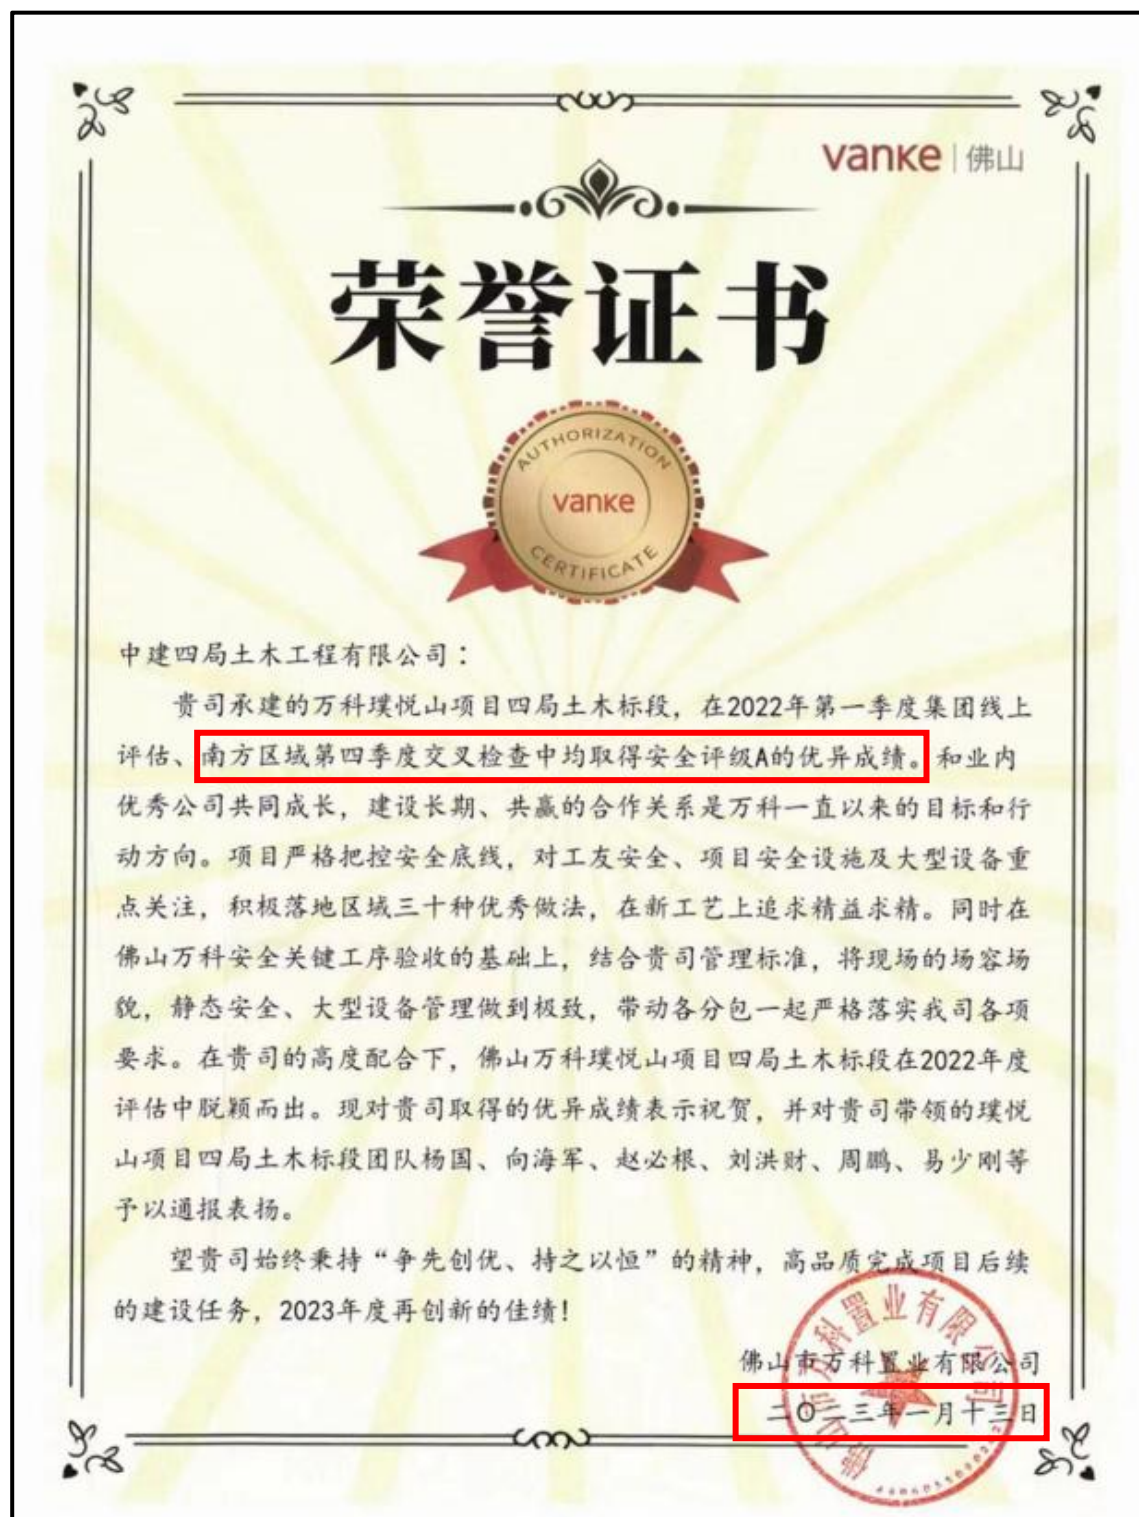 vanke | 佛山
荣誉证书
AUTHORIZATION
vanke
CERTIFICATE
中建四局土木工程有限公司：
贵司承建的万科璞悦山项目四局土木标段，在2022年第一季度集团线上
评估、南方区域第四季度交叉检查中均取得安全评级A的优异成绩。和业内
优秀公司共同成长，建设长期、共赢的合作关系是万科一直以来的目标和行
动方向。项目严格把控安全底线，对工友安全、项目安全设施及大型设备重
点关注，积极落地区域三十种优秀做法，在新工艺上追求精益求精。同时在
佛山万科安全关键工序验收的基础上，结合贵司管理标准，将现场的场容场
貌，静态安全、大型设备管理做到极致，带动各分包一起严格落实我司各项
要求。在贵司的高度配合下，佛山万科璞悦山项目四局土木标段在2022年度
评估中脱颖而出。现对贵司取得的优异成绩表示祝贺，并对贵司带领的璞悦
山项目四局土木标段团队杨国、向海军、赵必根、刘洪财、周鹏、易少刚等
予以通报表扬。
望贵司始终秉持“争先创优、持之以恒”的精神，高品质完成项目后续
的建设任务，2023年度再创新的佳绩！
佛山市万科置业有限公司
二〇二三年一月十三日
佛山市万科置业有限公司